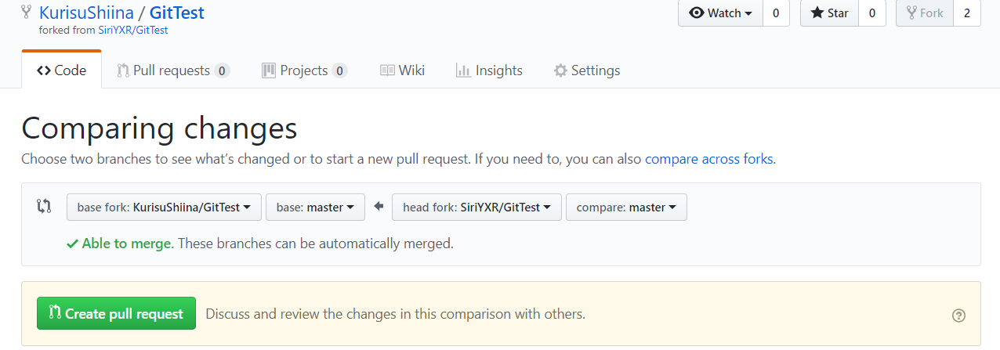 KurisuShiina / GitTest
Watch 0 Star 0 Fork 2
forked from SiriYXR/GitTest
Code Pull requests 0 Projects 0 Wiki Insights Settings
Comparing changes
Choose two branches to see what’s changed or to start a new pull request. If you need to, you can also compare across forks.
base fork: KurisuShiina/GitTest base: master head fork: SiriYXR/GitTest compare: master
Able to merge. These branches can be automatically merged.
Create pull request Discuss and review the changes in this comparison with others.